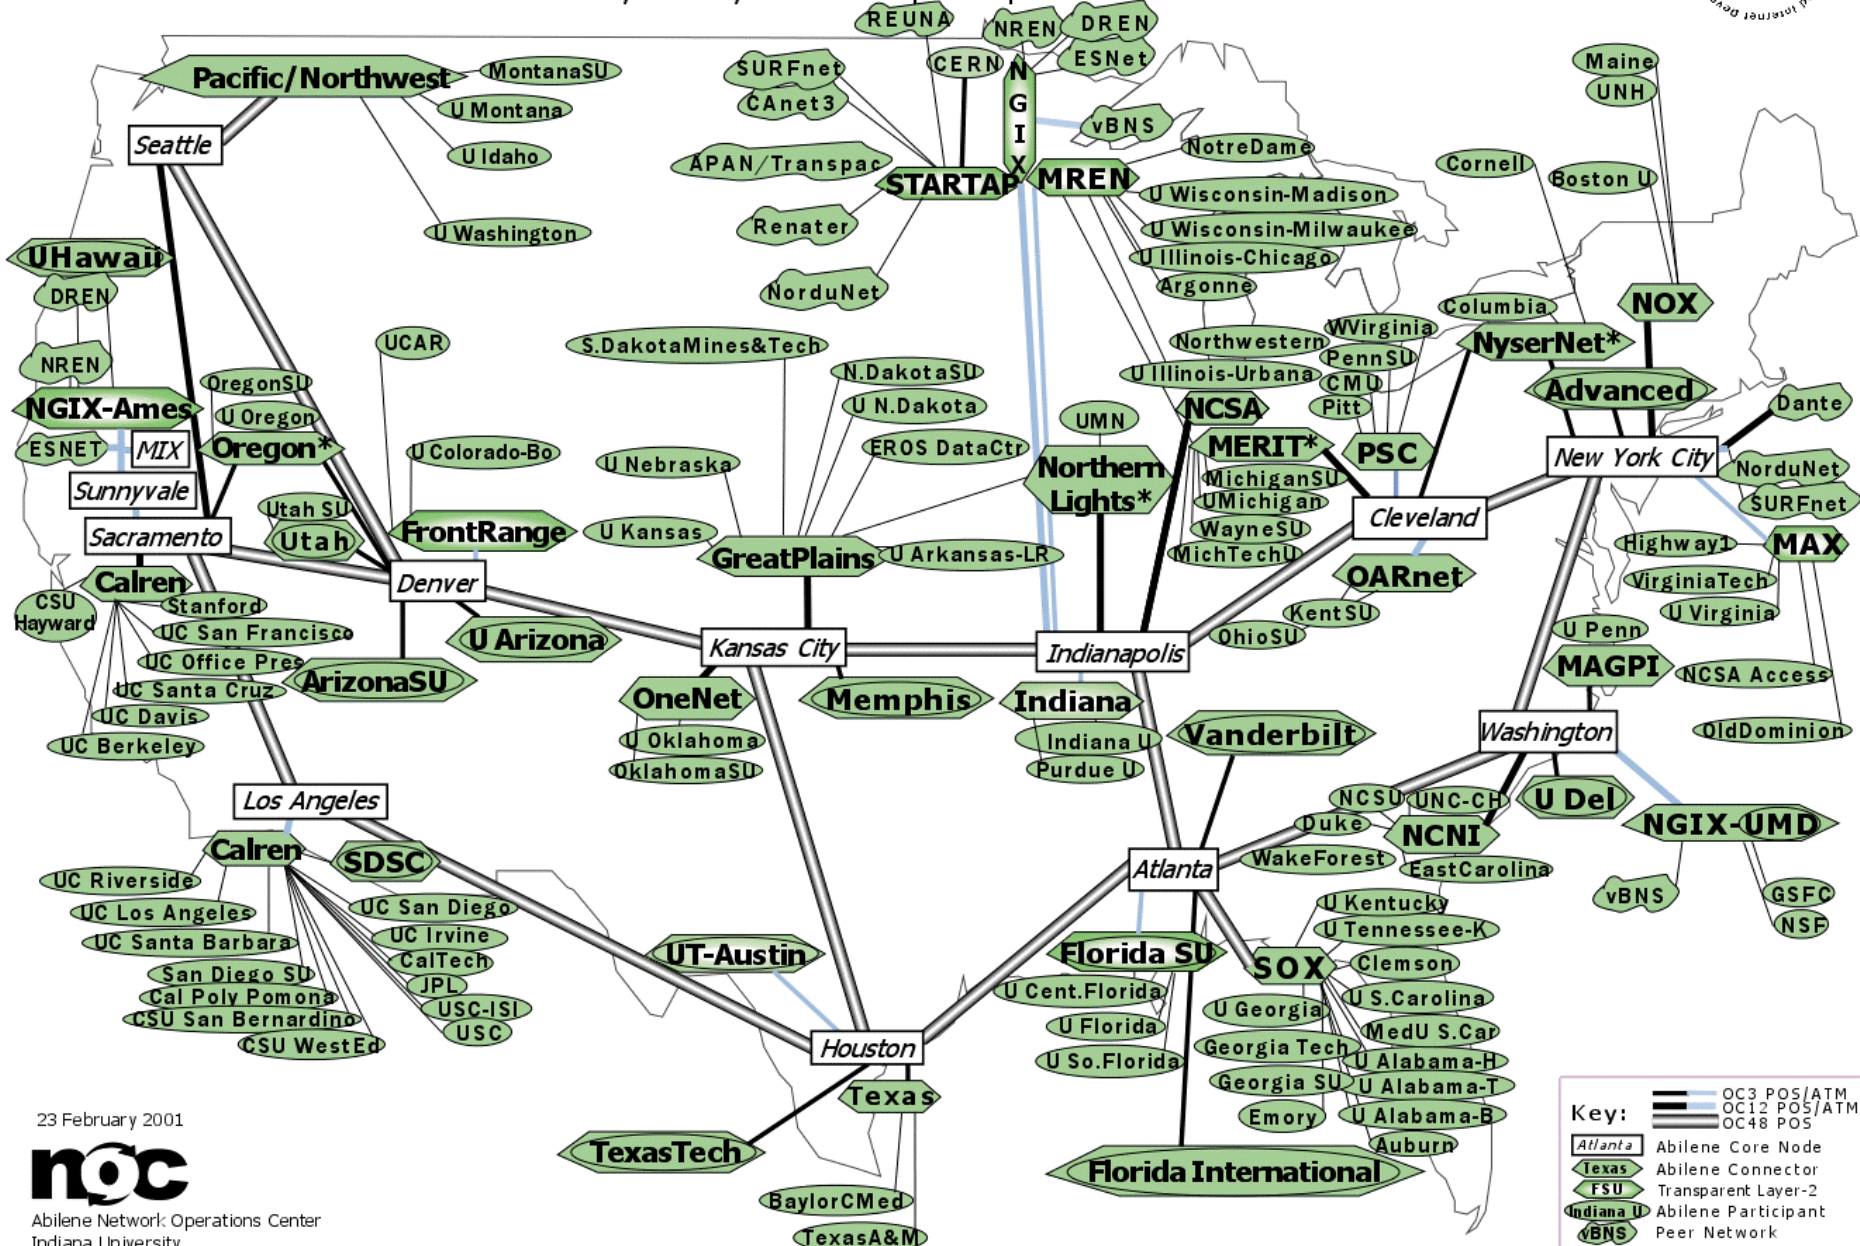 REUNA
NREN
DREN
ESNet
CERN
SURFnet
CAnet3
APAN/Transpac
Renater
NorduNet
STARTAP
NGIX
vBNS
MREN
NotreDame
U Wisconsin-Madison
U Wisconsin-Milwaukee
U Illinois-Chicago
Argonne
Northwestern
U Illinois-Urbana
NCSA
Pacific/Northwest
MontanaSU
U Montana
U Idaho
U Washington
Seattle
UHawaii
DREN
NREN
NGIX-Ames
ESNET
MIX
Sunnyvale
Sacramento
OregonSU
U Oregon
Oregon*
Utah SU
Utah
UCAR
U Colorado-Bo
FrontRange
Denver
U Arizona
ArizonaSU
Calren
CSU
Hayward
Stanford
UC San Francisco
UC Office Pres
UC Santa Cruz
UC Davis
UC Berkeley
S.DakotaMines&Tech
N.DakotaSU
U N.Dakota
EROS DataCtr
U Nebraska
U Kansas
GreatPlains
U Arkansas-LR
Kansas City
OneNet
U Oklahoma
OklahomaSU
Memphis
UMN
Northern
Lights*
Indianapolis
Indiana
Indiana U
Purdue U
MERIT*
MichiganSU
UMichigan
WayneSU
MichTechU
WVirginia
PennSU
CMU
Pitt
PSC
Cleveland
OARnet
KentSU
OhioSU
Maine
UNH
Boston U
Cornell
Columbia
NOX
NyserNet*
Advanced
New York City
Dante
NorduNet
SURFnet
MAX
Highway1
VirginiaTech
U Virginia
NCSA Access
OldDominion
U Penn
MAGPI
Washington
U Del
NGIX-UMD
vBNS
GSFC
NSF
NCSU
UNC-CH
Duke
NCNI
WakeForest
EastCarolina
Vanderbilt
Atlanta
Florida SU
U Cent.Florida
U Florida
U So.Florida
SOX
U Kentucky
U Tennessee-K
Clemson
U S.Carolina
MedU S.Car
U Alabama-H
U Alabama-T
U Alabama-B
Auburn
U Georgia
Georgia Tech
Georgia SU
Emory
Florida International
Los Angeles
Calren
SDSC
UC Riverside
UC Los Angeles
UC Santa Barbara
San Diego SU
Cal Poly Pomona
CSU San Bernardino
CSU WestEd
UC San Diego
UC Irvine
CalTech
JPL
USC-ISI
USC
UT-Austin
Houston
Texas
TexasTech
BaylorCMed
TexasA&M
23 February 2001
noc
Abilene Network Operations Center
Indiana University
Key:
OC3 POS/ATM
OC12 POS/ATM
OC48 POS
Atlanta Abilene Core Node
Texas Abilene Connector
FSU Transparent Layer-2
Indiana U Abilene Participant
vBNS Peer Network